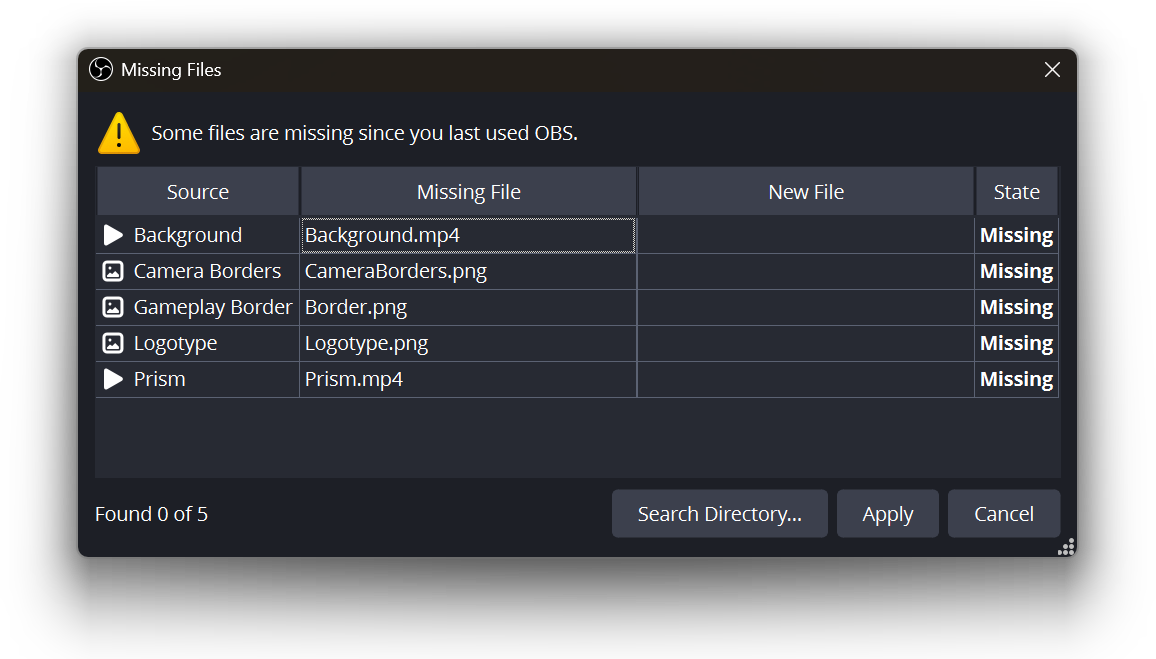 Missing Files
Some files are missing since you last used OBS.
Source Missing File New File State
Background Background.mp4 Missing
Camera Borders CameraBorders.png Missing
Gameplay Border Border.png Missing
Logotype Logotype.png Missing
Prism Prism.mp4 Missing
Found 0 of 5 Search Directory... Apply Cancel